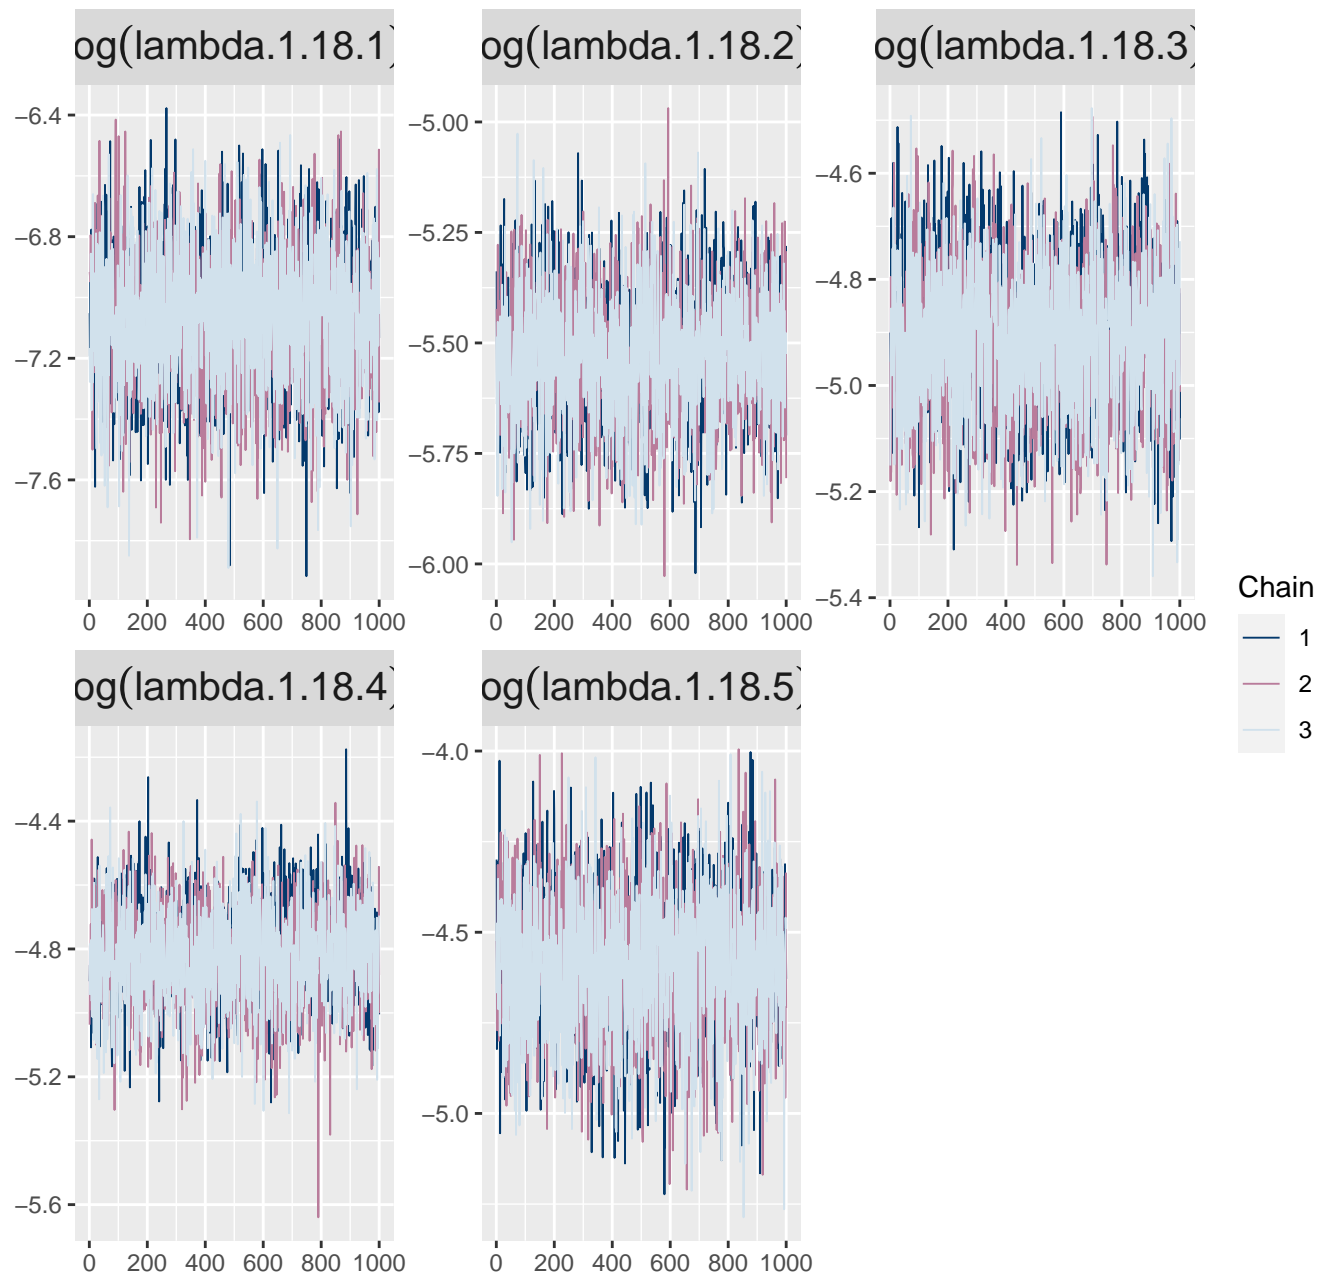 og(lambda.1.18.1)
og(lambda.1.18.2)
og(lambda.1.18.3)
−6.4
−6.8
−7.2
−7.6
0 200 400 600 800 1000
−5.00
−5.25
−5.50
−5.75
−6.00
0 200 400 600 800 1000
−4.6
−4.8
−5.0
−5.2
−5.4
0 200 400 600 800 1000
Chain
1
2
3
og(lambda.1.18.4)
og(lambda.1.18.5)
−4.4
−4.8
−5.2
−5.6
0 200 400 600 800 1000
−4.0
−4.5
−5.0
0 200 400 600 800 1000